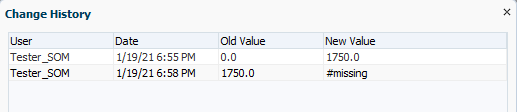 Change History
User Date Old Value New Value
Tester_SOM 1/19/21 6:55 PM 0.0 1750.0
Tester_SOM 1/19/21 6:58 PM 1750.0 #missing